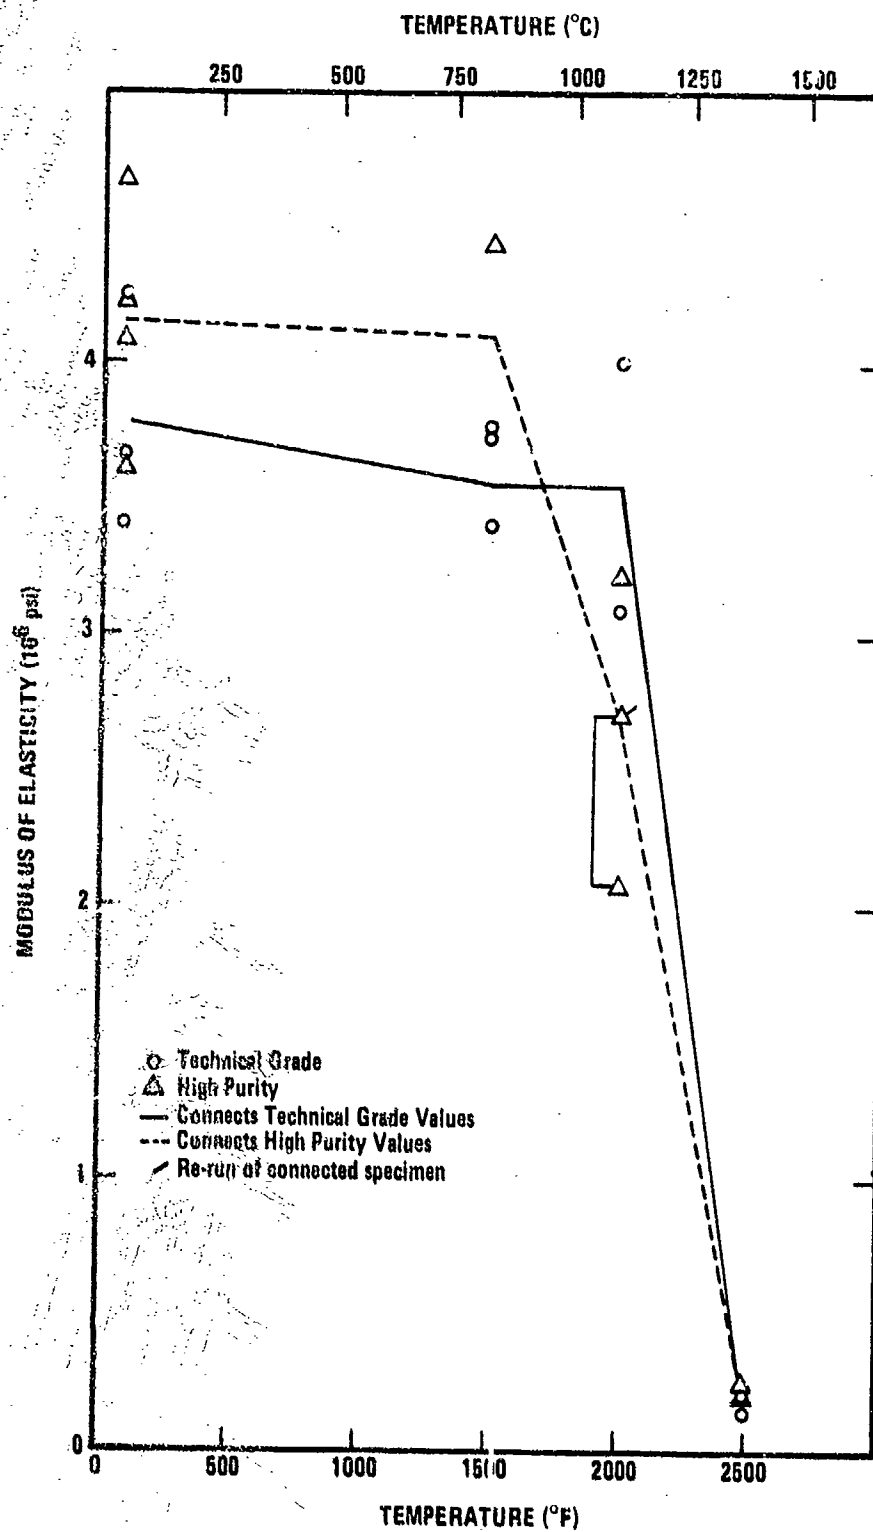 TEMPERATURE (°C)
250 500 750 1000 1250 1500
4
3
2
1
0
MODULUS OF ELASTICITY (10⁶ psi)
Technical Grade
High Purity
Connects Technical Grade Values
Connects High Purity Values
Re-run of connected specimen
0 500 1000 1500 2000 2500
TEMPERATURE (°F)